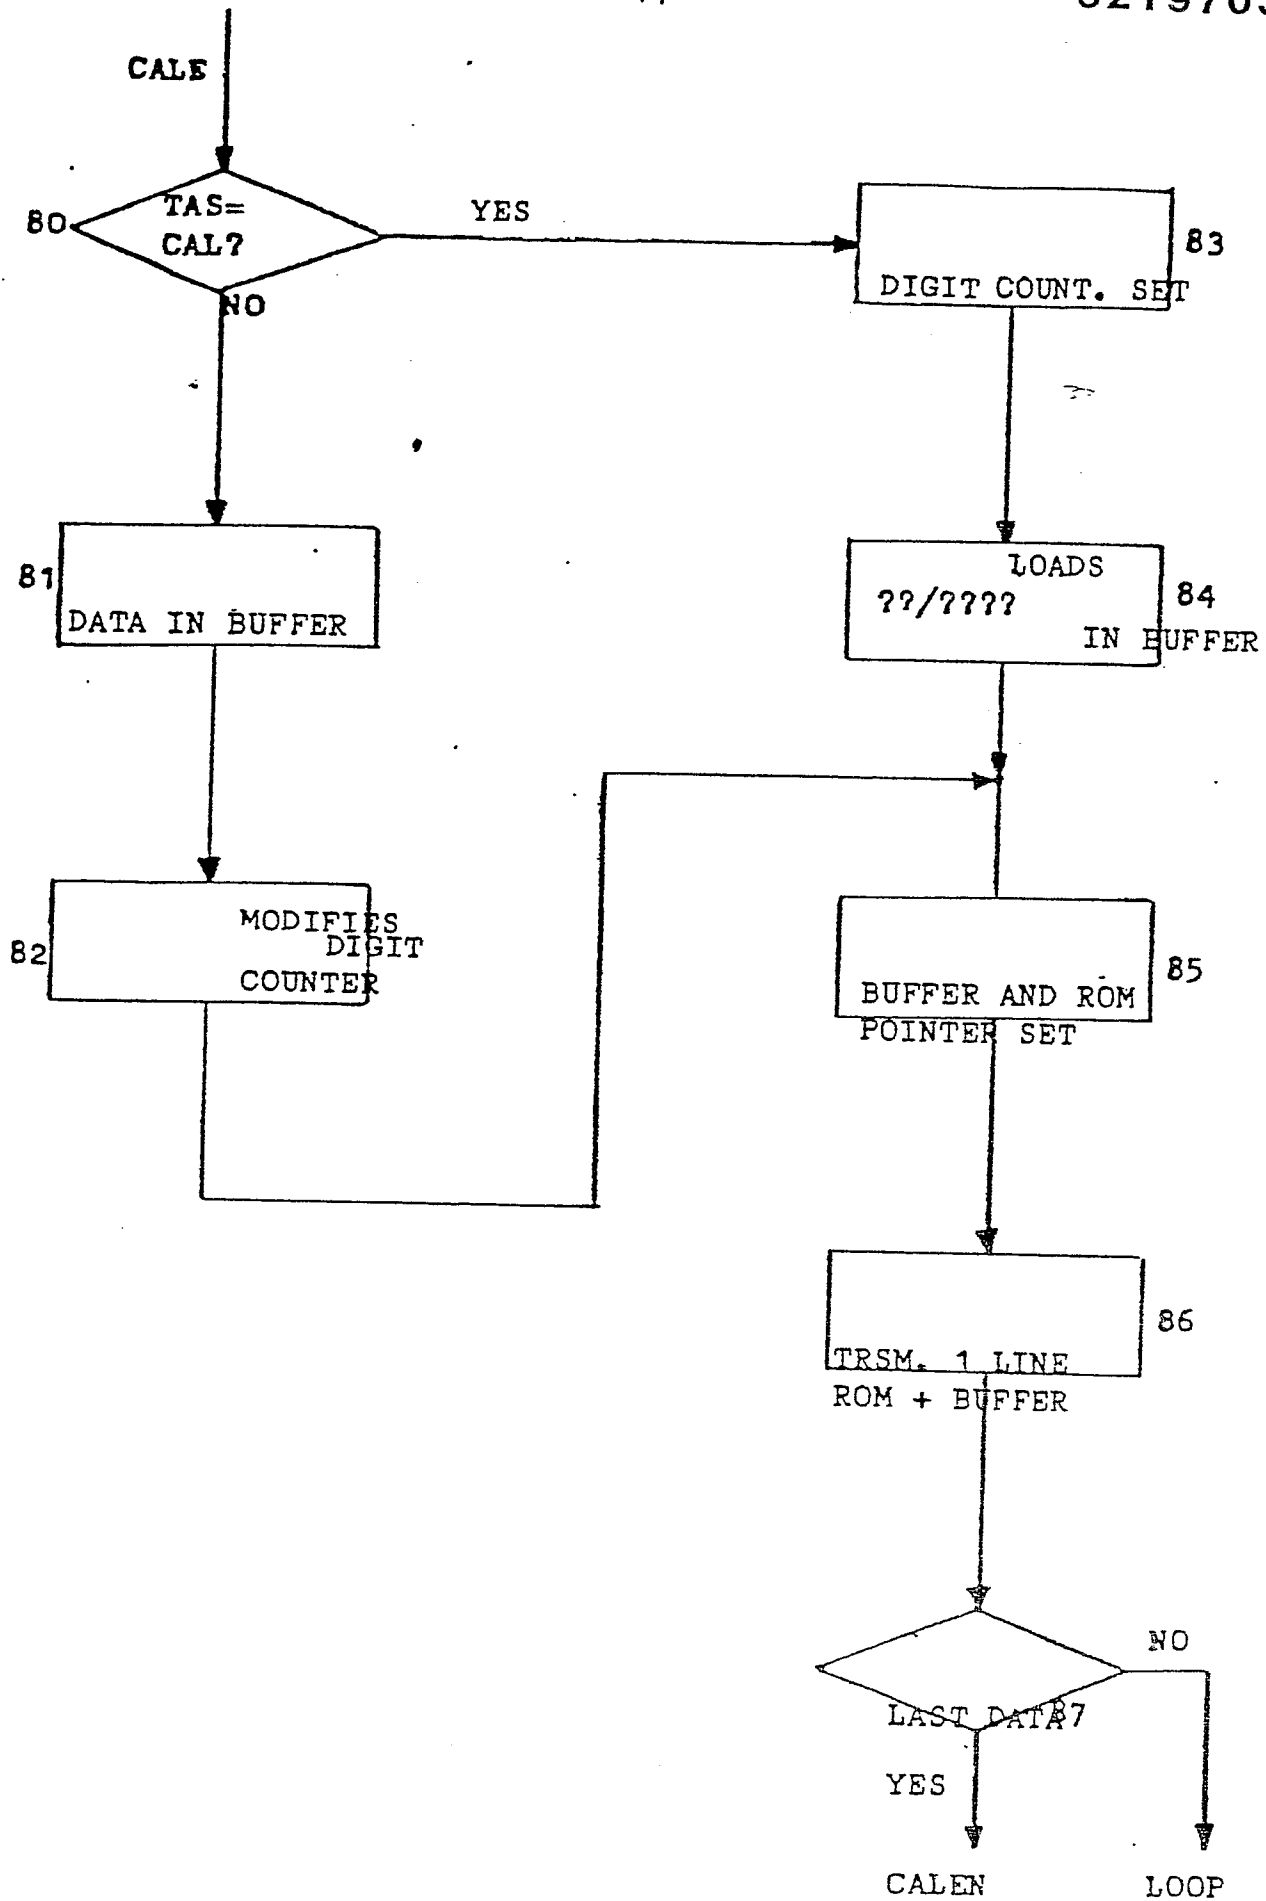 CALE
80
TAS=
CAL?
YES
NO
83
DIGIT COUNT. SET
81
DATA IN BUFFER
LOADS
??/????
IN BUFFER
84
82
MODIFIES
DIGIT
COUNTER
85
BUFFER AND ROM
POINTER SET
86
TRSM. 1 LINE
ROM + BUFFER
NO
LAST DATA
87
YES
CALEN
LOOP